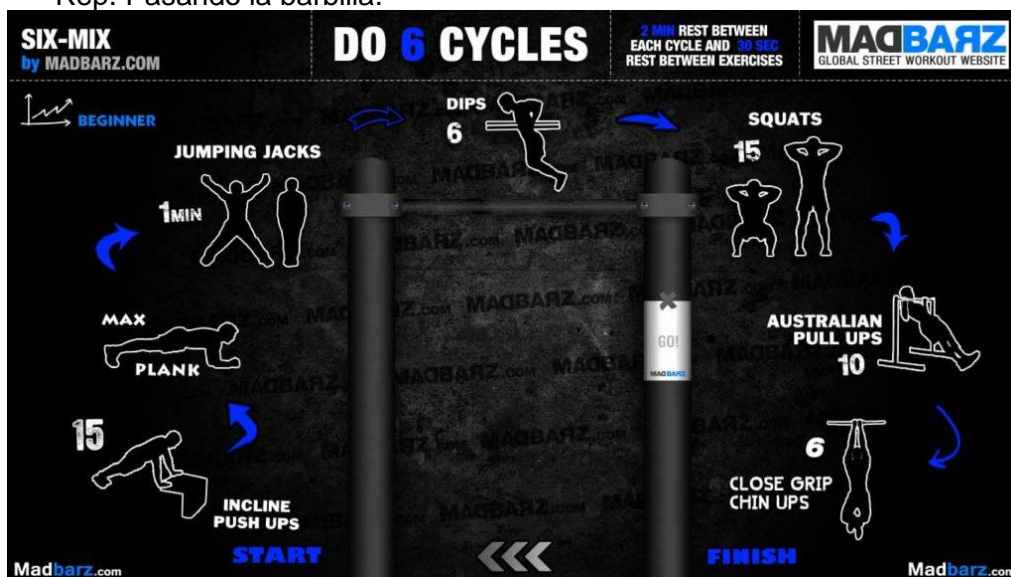 Rep. Pasando la barbilla.
SIX-MIX
by MADBARZ.COM
DO 6 CYCLES
2 MIN REST BETWEEN
EACH CYCLE AND 30 SEC
REST BETWEEN EXERCISES
MADBARZ
GLOBAL STREET WORKOUT WEBSITE
BEGINNER
DIPS
6
SQUATS
15
JUMPING JACKS
1MIN
MAX
PLANK
15
INCLINE
PUSH UPS
GO!
MADBARZ
AUSTRALIAN
PULL UPS
10
6
CLOSE GRIP
CHIN UPS
START
FINISH
Madbarz.com
Madbarz.com